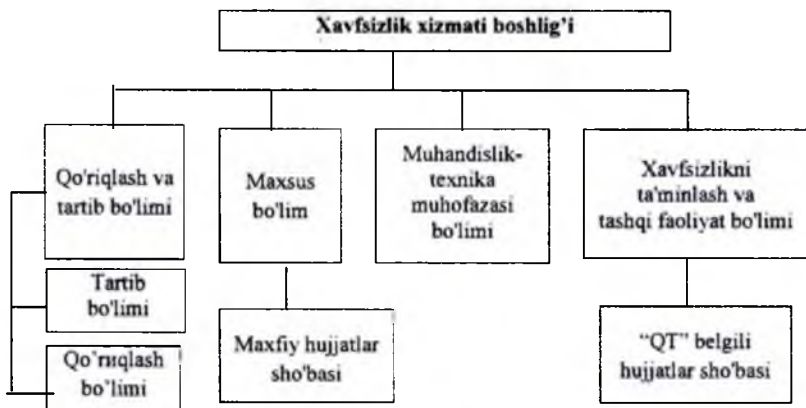 Xavfsizlik xizmati boshlig'i
Qo'riqlash va
tartib bo'limi
Maxsus
bo'lim
Muhandislik-
texnika
muhofazasi
bo'limi
Xavfsizlikni
ta'minlash va
tashqi faoliyat bo'limi
Tartib
bo'limi
Qo'riqlash
bo'limi
Maxfiy hujjatlar
sho'basi
“QT” belgili
hujjatlar sho'basi